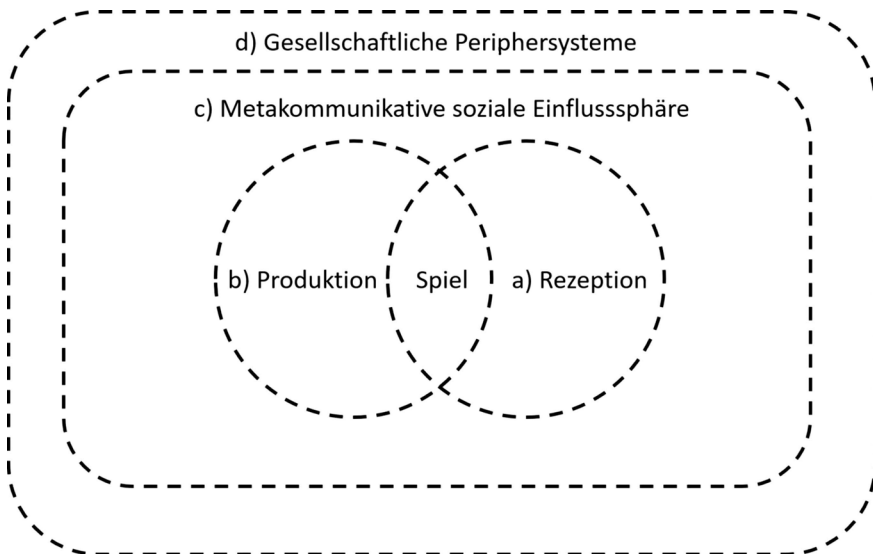 d) Gesellschaftliche Periphersysteme
c) Metakommunikative soziale Einflusssphäre
b) Produktion
Spiel
a) Rezeption